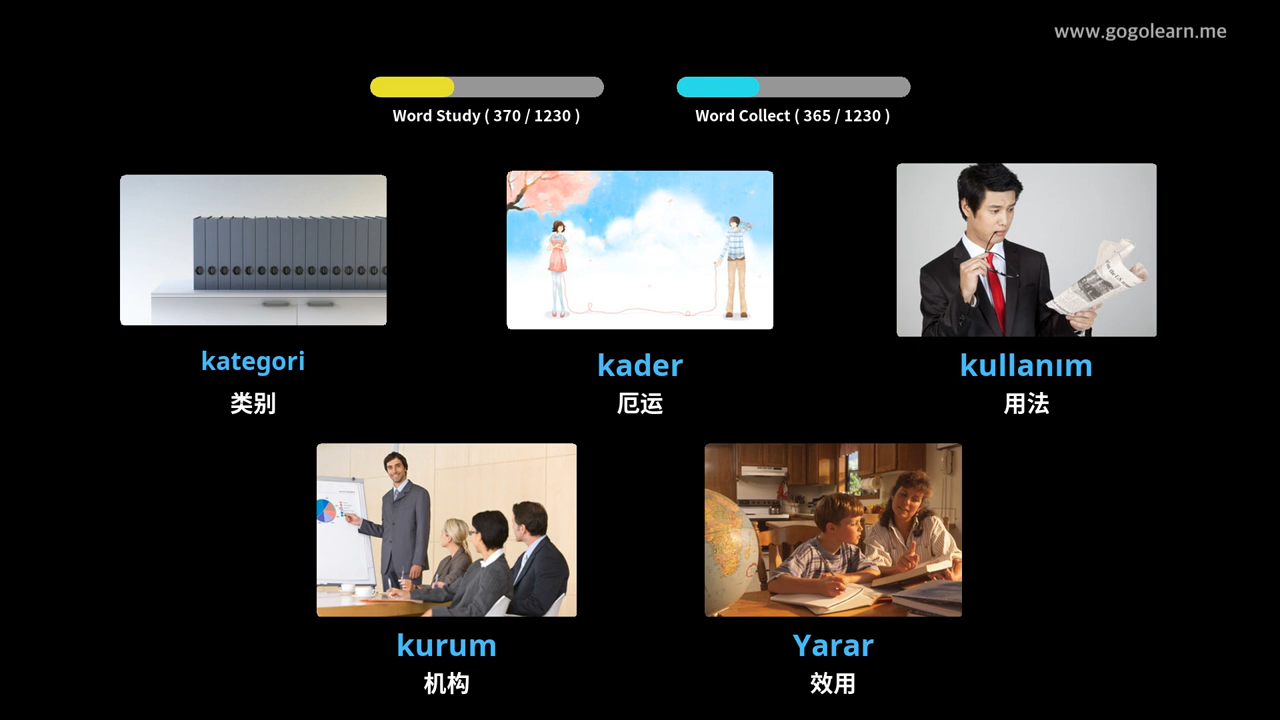 www.gogolearn.me
Word Study ( 370 / 1230 )
Word Collect ( 365 / 1230 )
kategori
类别
kader
厄运
kullanım
用法
kurum
机构
Yarar
效用